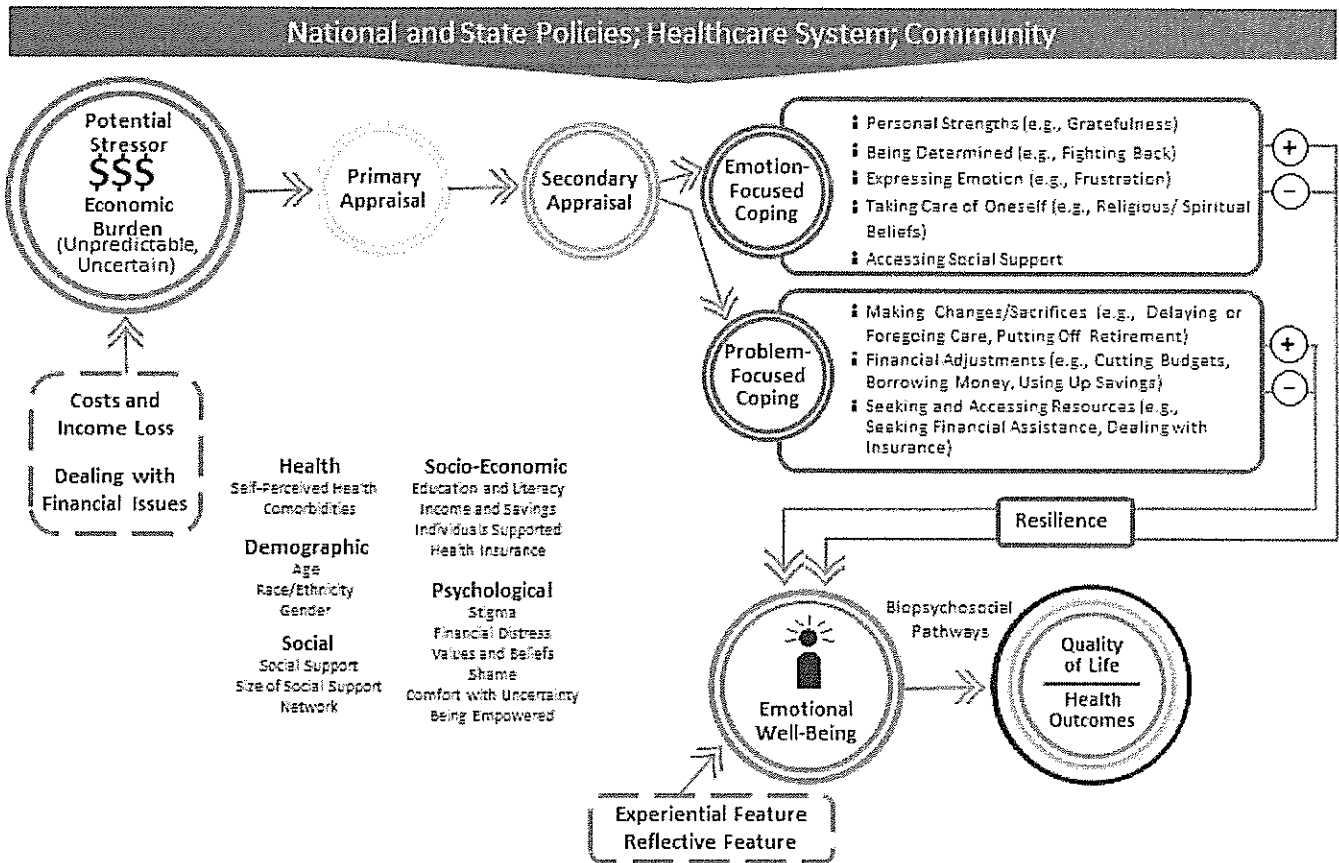 National and State Policies; Healthcare System; Community
Potential
Stressor
$$$
Economic
Burden
(Unpredictable,
Uncertain)
Primary
Appraisal
Secondary
Appraisal
Emotion-
Focused
Coping
Personal Strengths (e.g., Gratefulness)
Being Determined (e.g., Fighting Back)
Expressing Emotion (e.g., Frustration)
Taking Care of Oneself (e.g., Religious/ Spiritual
Beliefs)
Accessing Social Support
+
−
Problem-
Focused
Coping
Making Changes/Sacrifices (e.g., Delaying or
Foregoing Care, Putting Off Retirement)
Financial Adjustments (e.g., Cutting Budgets,
Borrowing Money, Using Up Savings)
Seeking and Accessing Resources (e.g.,
Seeking Financial Assistance, Dealing with
Insurance)
+
−
Costs and
Income Loss
Dealing with
Financial Issues
Health
Self-Perceived Health
Comorbidities
Demographic
Age
Race/Ethnicity
Gender
Social
Social Support
Size of Social Support
Network
Socio-Economic
Education and Literacy
Income and Savings
Individuals Supported
Health Insurance
Psychological
Stigma
Financial Distress
Values and Beliefs
Shame
Comfort with Uncertainty
Being Empowered
Resilience
Emotional
Well-Being
Biopsychosocial
Pathways
Quality
of Life
Health
Outcomes
Experiential Feature
Reflective Feature